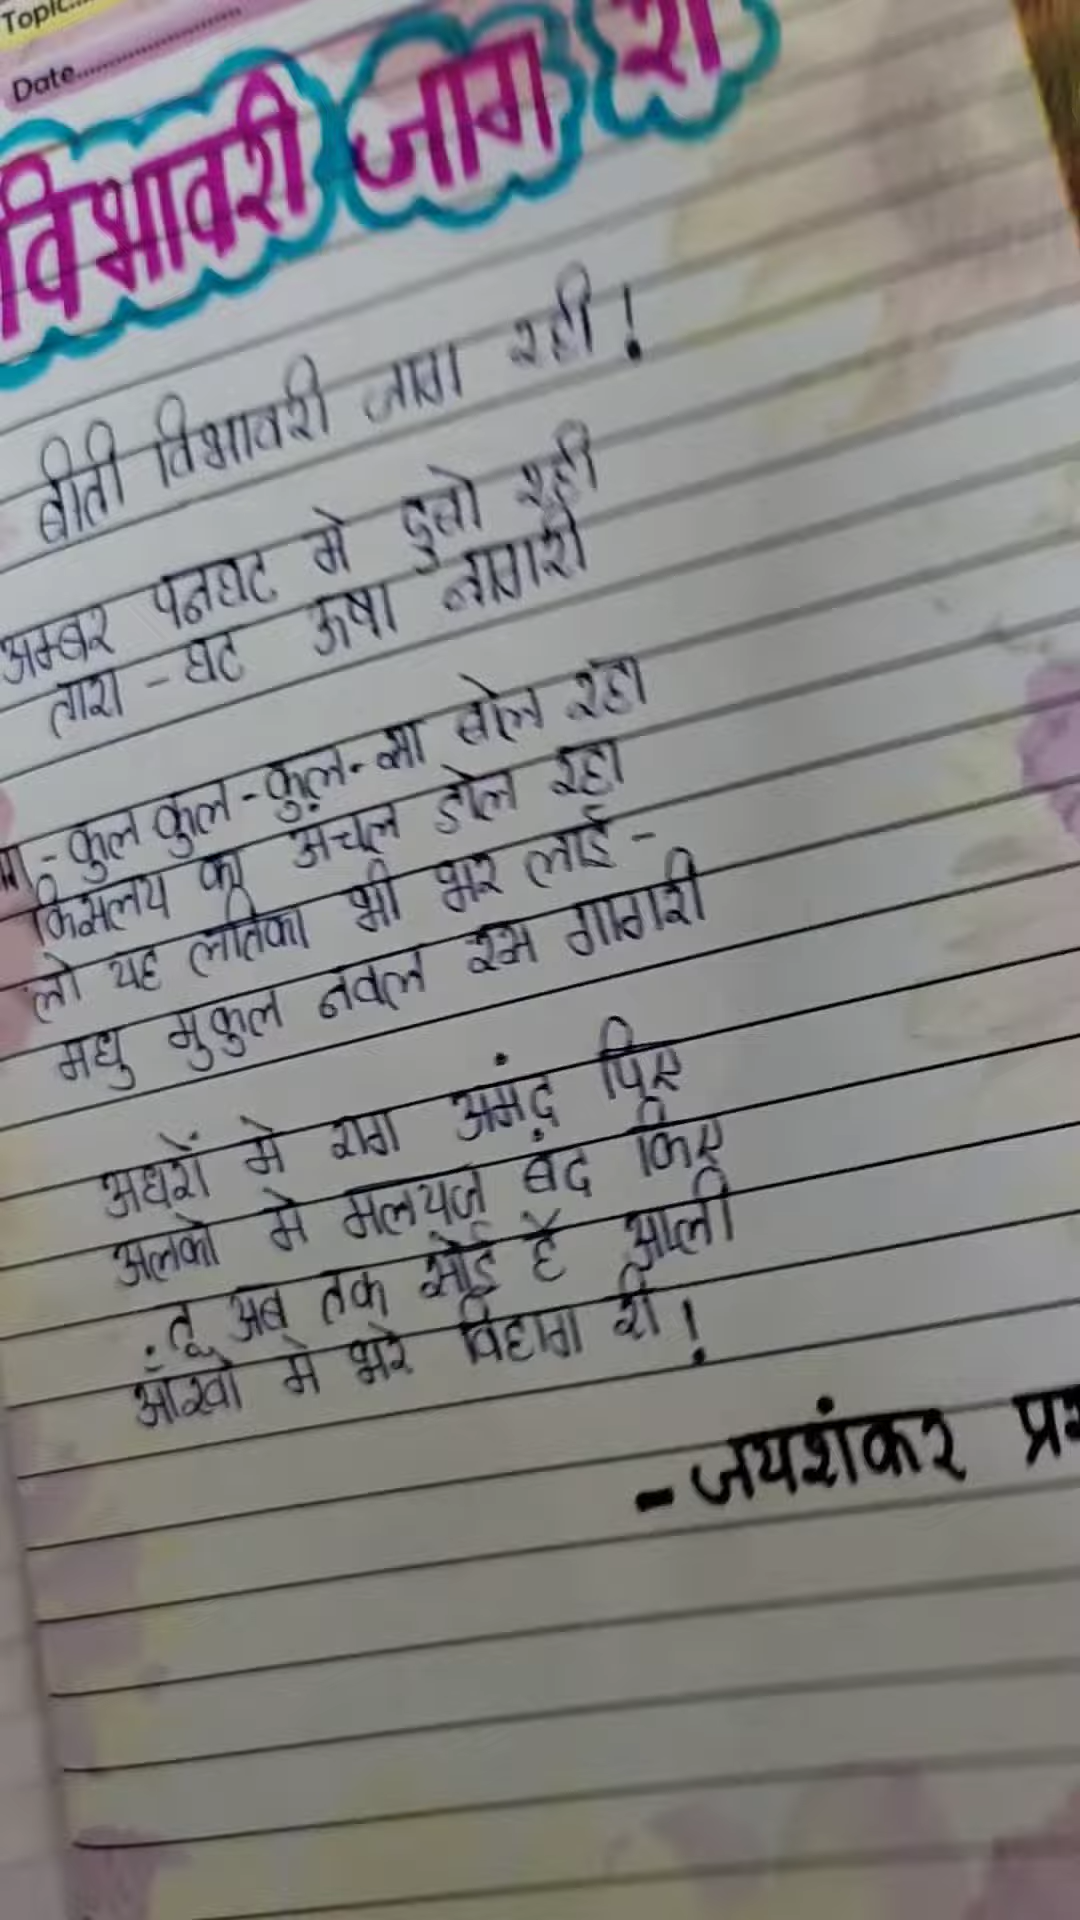 Topic...
Date........................
विभावरी जाग री
बीती विभावरी जाग रही!
अम्बर पनघट मे डुबो रही
तारा - घट ऊषा नागरी
- कुल कुल - कुल - सा बोल रहा
किसलय का अंचल डोल रहा
लो यह लतिका भी भर लाई -
मधु मुकुल नवल रस गागरी
अधरों मे राग अमंद पिए
अलको मे मलयज बंद किए
तू अब तक सोई है आली
आँखो मे भरे विहाग री!
- जयशंकर